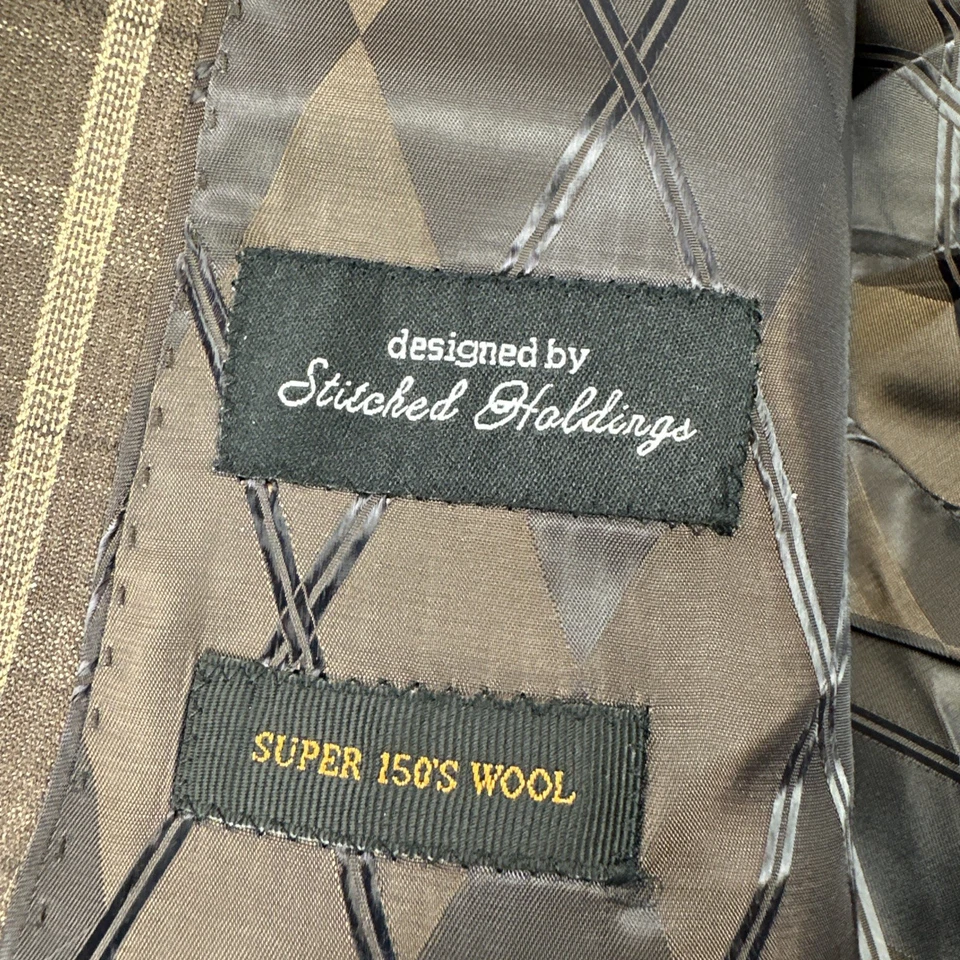 designed by
Stitched Holdings
SUPER 150'S WOOL